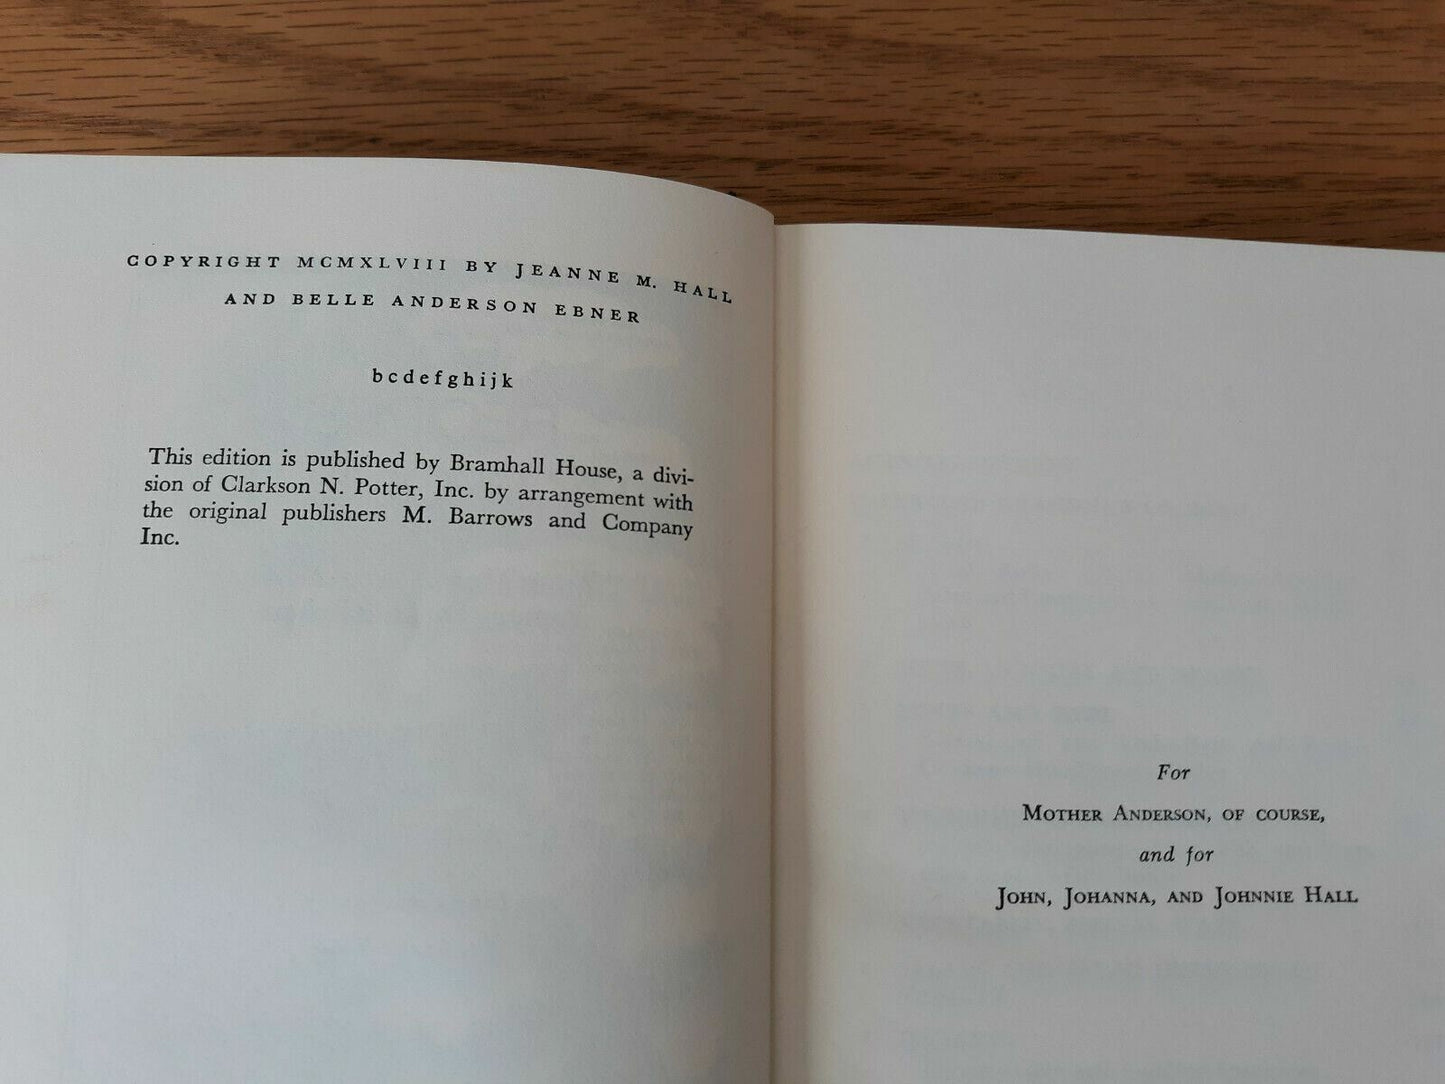 COPYRIGHT MCMXLVIII BY JEANNE M. HALL
AND BELLE ANDERSON EBNER
bcdefghijk
This edition is published by Bramhall House, a divi-
sion of Clarkson N. Potter, Inc. by arrangement with
the original publishers M. Barrows and Company
Inc.
For
MOTHER ANDERSON, OF COURSE,
and for
JOHN, JOHANNA, AND JOHNNIE HALL